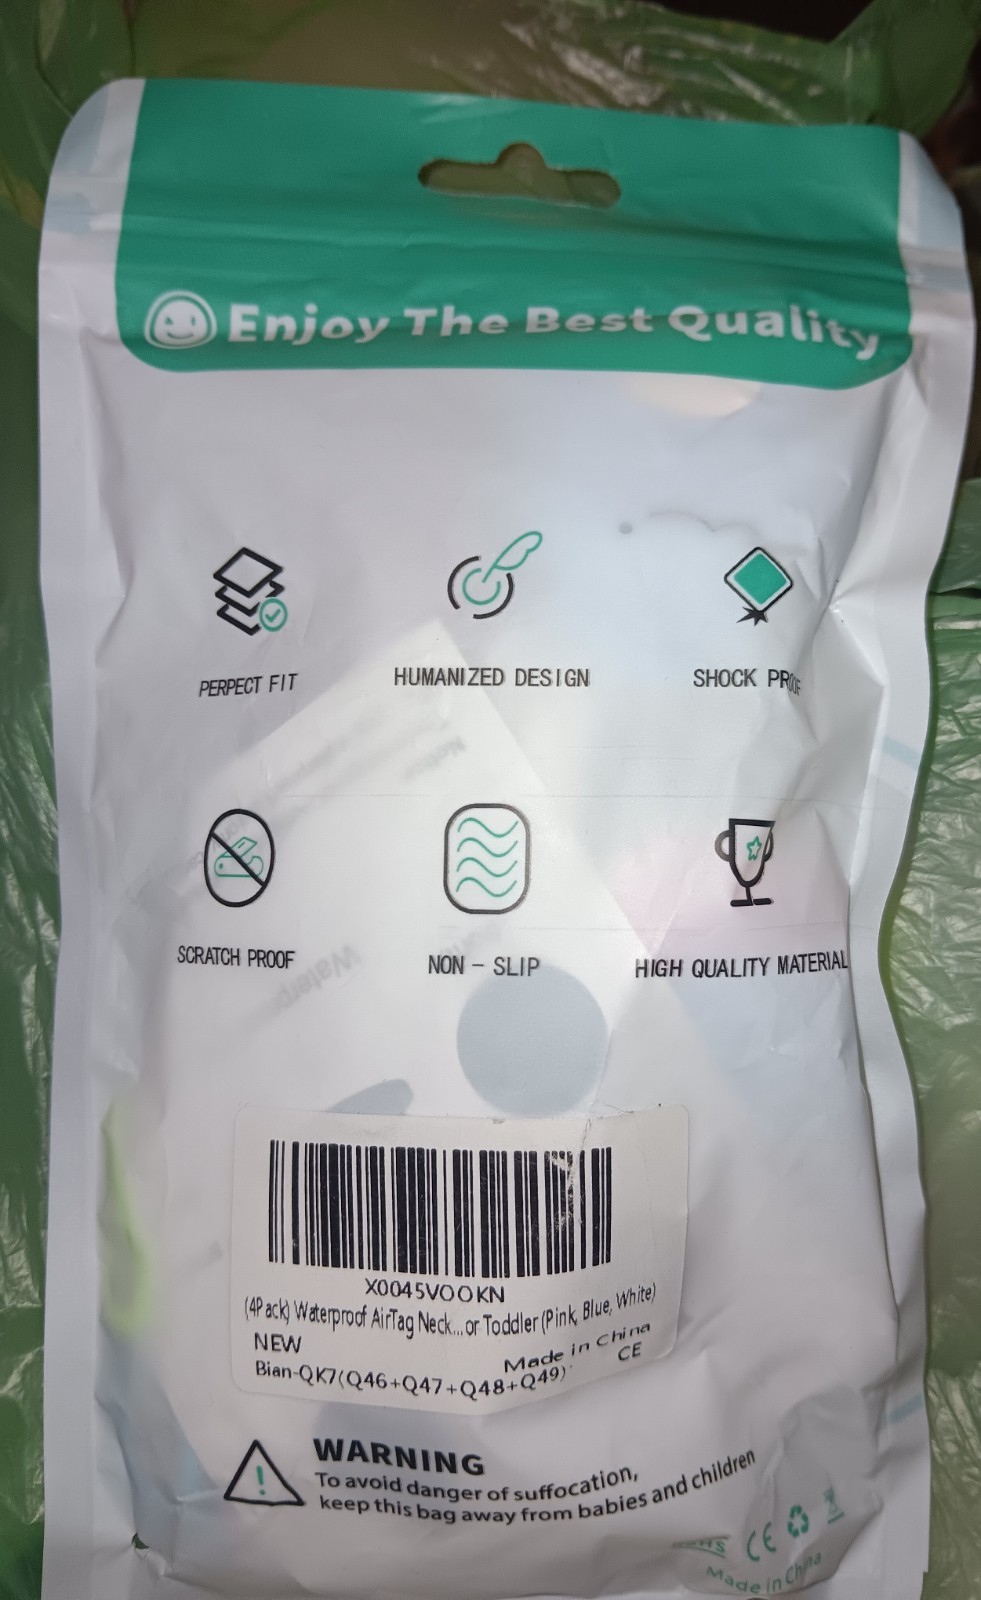 Enjoy The Best Quality
PERPECT FIT
HUMANIZED DESIGN
SHOCK PROOF
SCRATCH PROOF
NON - SLIP
HIGH QUALITY MATERIAL
X0045VOOKN
(4Pack) Waterproof AirTag Neck...or Toddler (Pink, Blue, White)
NEW
Made in China
Bian-QK7(Q46+Q47+Q48+Q49)
CE
WARNING
To avoid danger of suffocation,
keep this bag away from babies and children
CE
Made in China